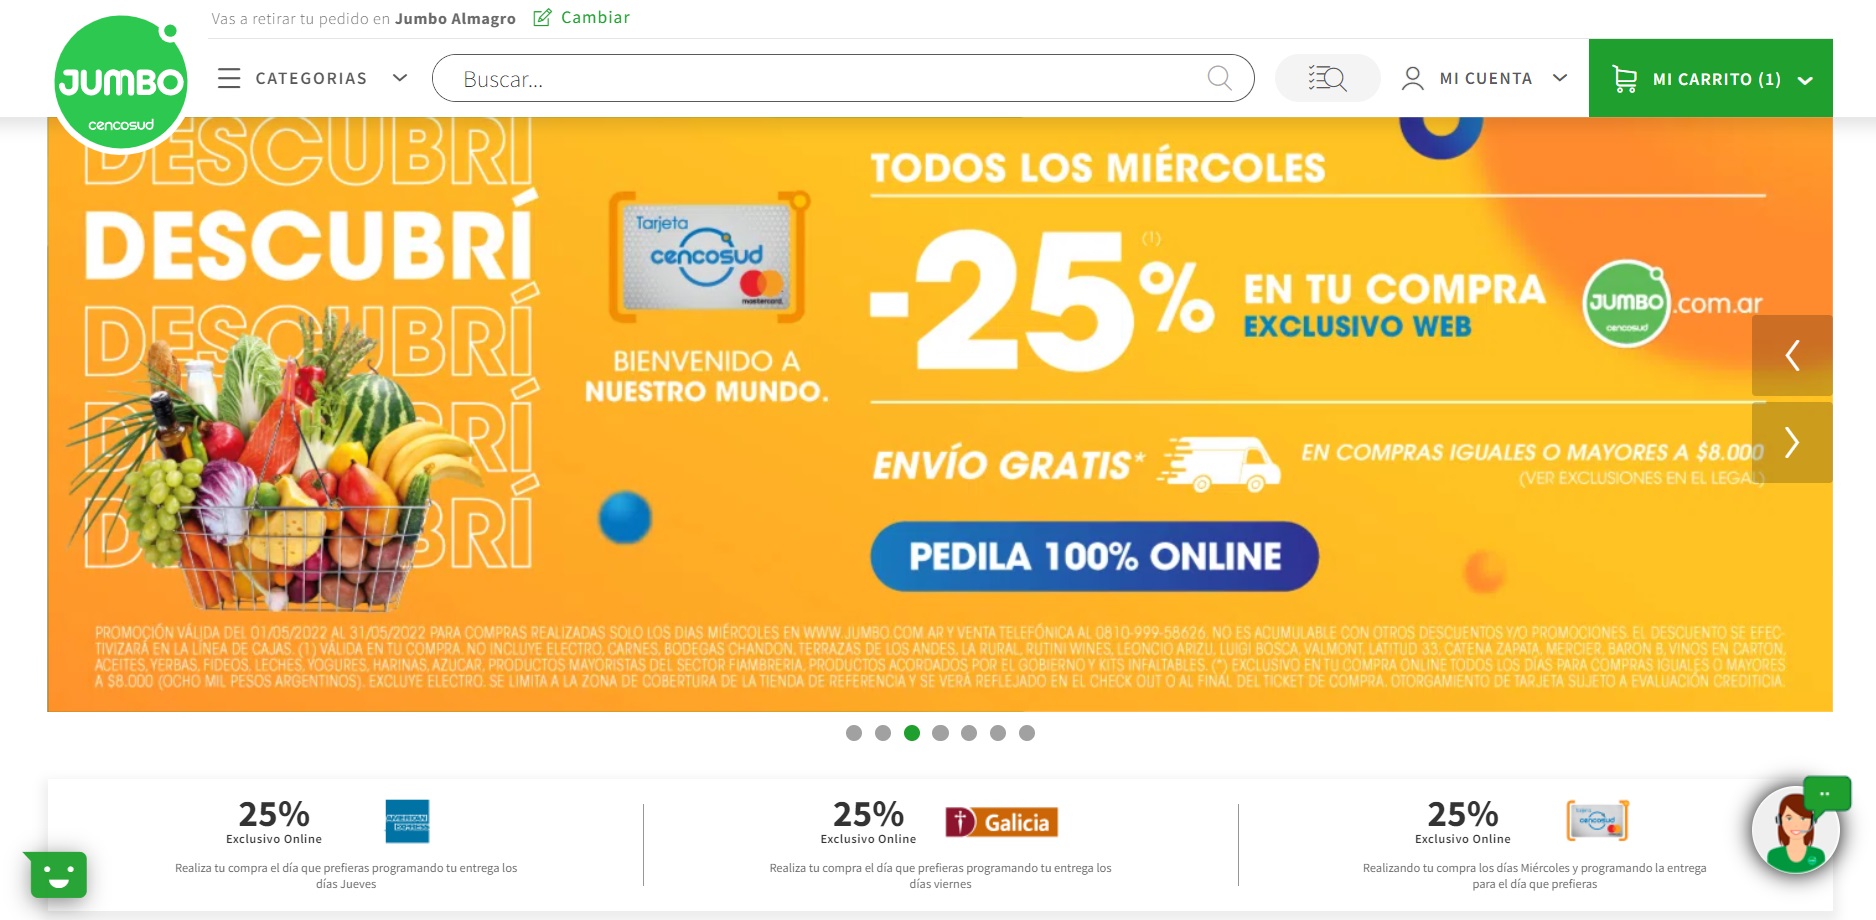 Vas a retirar tu pedido en Jumbo Almagro Cambiar
JUMBO
cencosud
CATEGORIAS
Buscar...
MI CUENTA
MI CARRITO (1)
DESCUBRÍ
DESCUBRÍ
DESCUBRÍ
Tarjeta
cencosud
mastercard
BIENVENIDO A
NUESTRO MUNDO.
TODOS LOS MIÉRCOLES
-25% (1)
EN TU COMPRA
EXCLUSIVO WEB
JUMBO.com.ar
cencosud
ENVÍO GRATIS*
EN COMPRAS IGUALES O MAYORES A $8.000
(VER EXCLUSIONES EN EL LEGAL)
PEDILA 100% ONLINE
PROMOCIÓN VÁLIDA DEL 01/05/2022 AL 31/05/2022 PARA COMPRAS REALIZADAS SOLO LOS DIAS MIÉRCOLES EN WWW.JUMBO.COM.AR Y VENTA TELEFÓNICA AL 0810-999-58626. NO ES ACUMULABLE CON OTROS DESCUENTOS Y/O PROMOCIONES. EL DESCUENTO SE EFEC-
TIVIZARÁ EN LA LÍNEA DE CAJAS. (1) VÁLIDA EN TU COMPRA. NO INCLUYE ELECTRO, CARNES, BODEGAS CHANDON, TERRAZAS DE LOS ANDES, LA RURAL, RUTINI WINES, LEONCIO ARIZU, LUIGI BOSCA, VALMONT, LATITUD 33, CATENA ZAPATA, MERCIER, BARON B, VINOS EN CARTON,
ACEITES, YERBAS, FIDEOS, LECHES, YOGURES, HARINAS, AZUCAR, PRODUCTOS MAYORISTAS DEL SECTOR FIAMBRERIA, PRODUCTOS ACORDADOS POR EL GOBIERNO Y KITS INFALTABLES. (*) EXCLUSIVO EN TU COMPRA ONLINE TODOS LOS DÍAS PARA COMPRAS IGUALES O MAYORES
A $8.000 (OCHO MIL PESOS ARGENTINOS). EXCLUYE ELECTRO. SE LIMITA A LA ZONA DE COBERTURA DE LA TIENDA DE REFERENCIA Y SE VERÁ REFLEJADO EN EL CHECK OUT O AL FINAL DEL TICKET DE COMPRA. OTORGAMIENTO DE TARJETA SUJETO A EVALUACIÓN CREDITICIA.
25%
Exclusivo Online
AMERICAN
EXPRESS
Realiza tu compra el día que prefieras programando tu entrega los
días Jueves
25%
Exclusivo Online
Galicia
Realiza tu compra el día que prefieras programando tu entrega los
días viernes
25%
Exclusivo Online
Tarjeta
cencosud
Realizando tu compra los días Miércoles y programando la entrega
para el día que prefieras